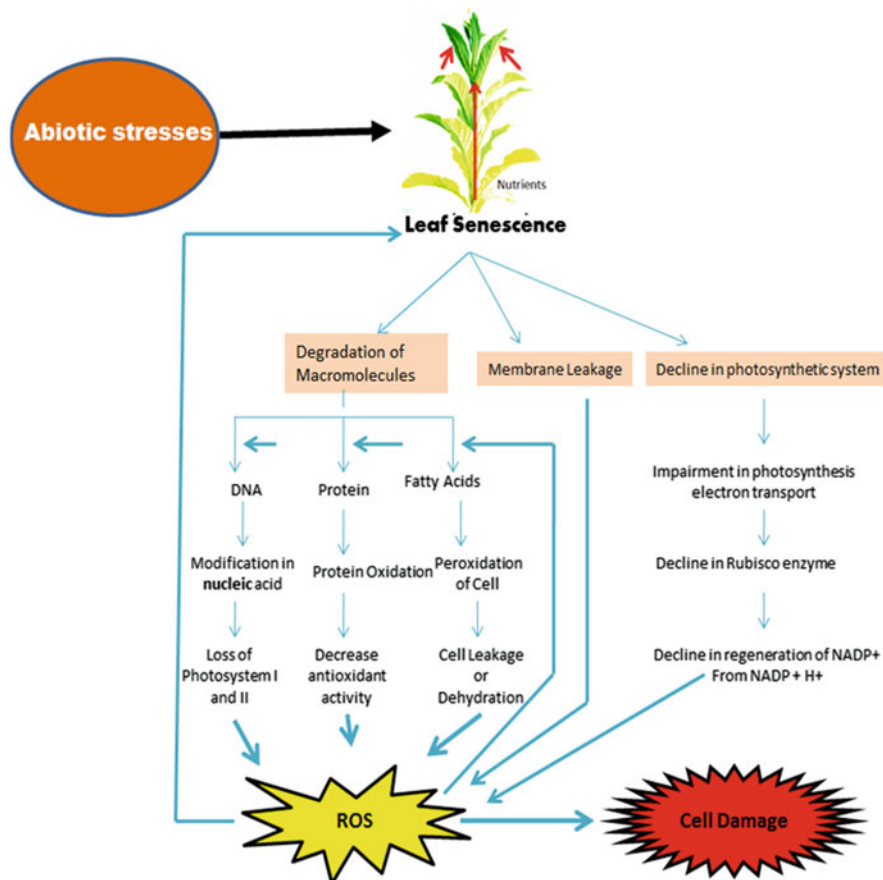 Abiotic stresses
Nutrients
Leaf Senescence
Degradation of
Macromolecules
Membrane Leakage
Decline in photosynthetic system
DNA
Protein
Fatty Acids
Impairment in photosynthesis
electron transport
Modification in
nucleic acid
Protein Oxidation
Peroxidation
of Cell
Decline in Rubisco enzyme
Loss of
Photosystem I
and II
Decrease
antioxidant
activity
Cell Leakage
or
Dehydration
Decline in regeneration of NADP+
From NADP + H+
ROS
Cell Damage